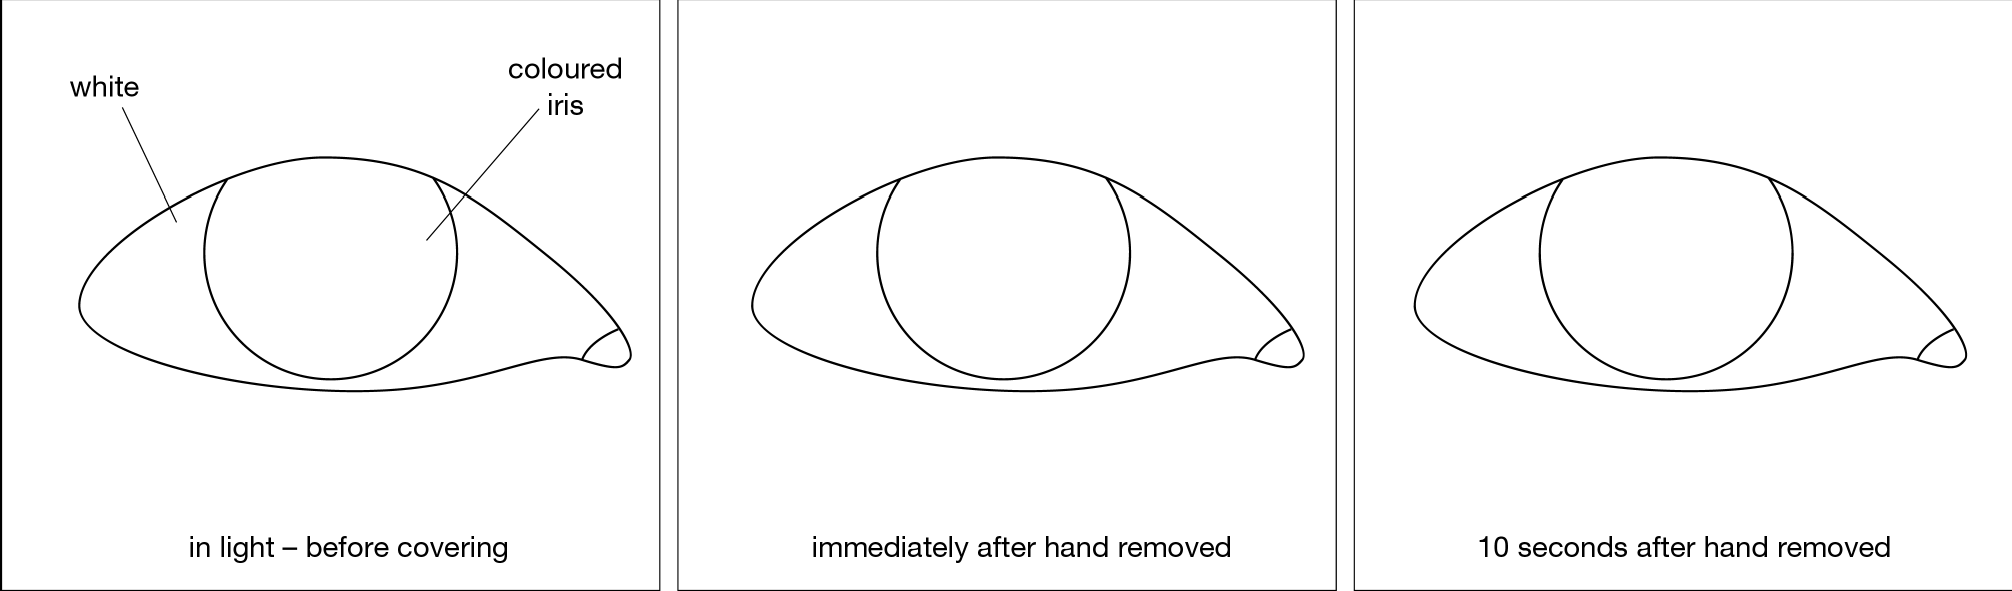 white
coloured
iris
in light – before covering
immediately after hand removed
10 seconds after hand removed